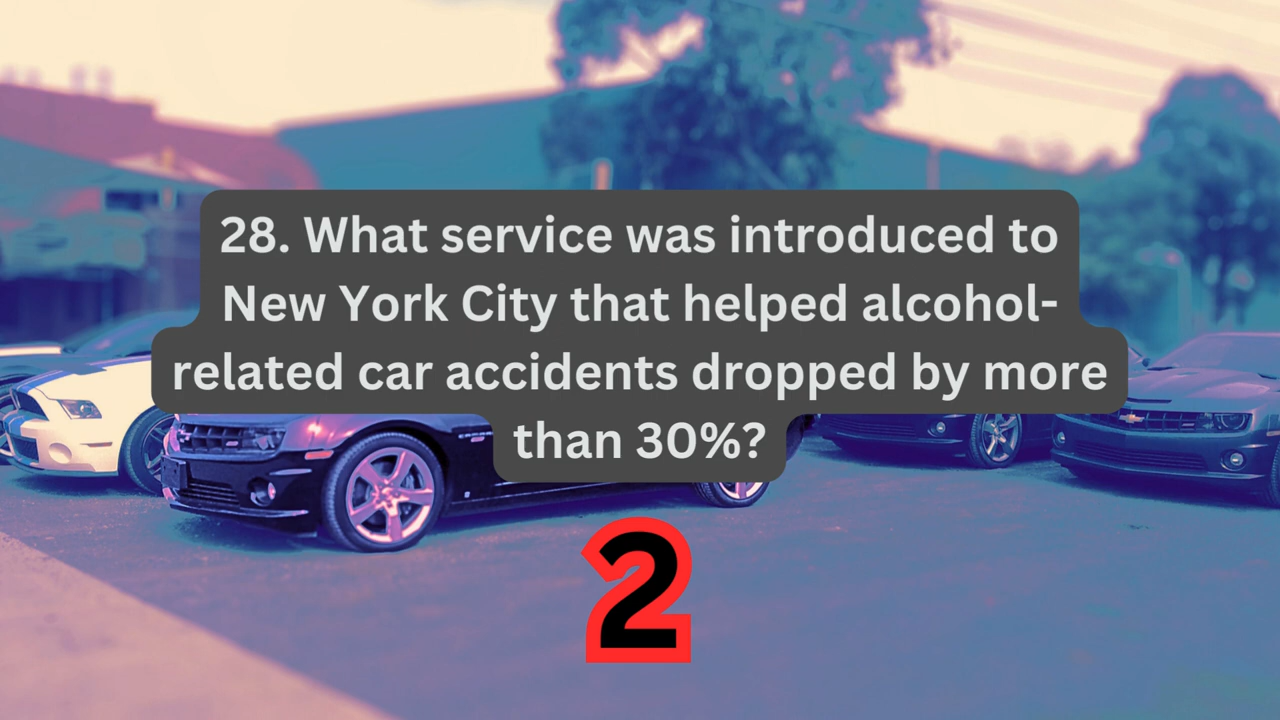 28. What service was introduced to
New York City that helped alcohol-
related car accidents dropped by more
than 30%?
2